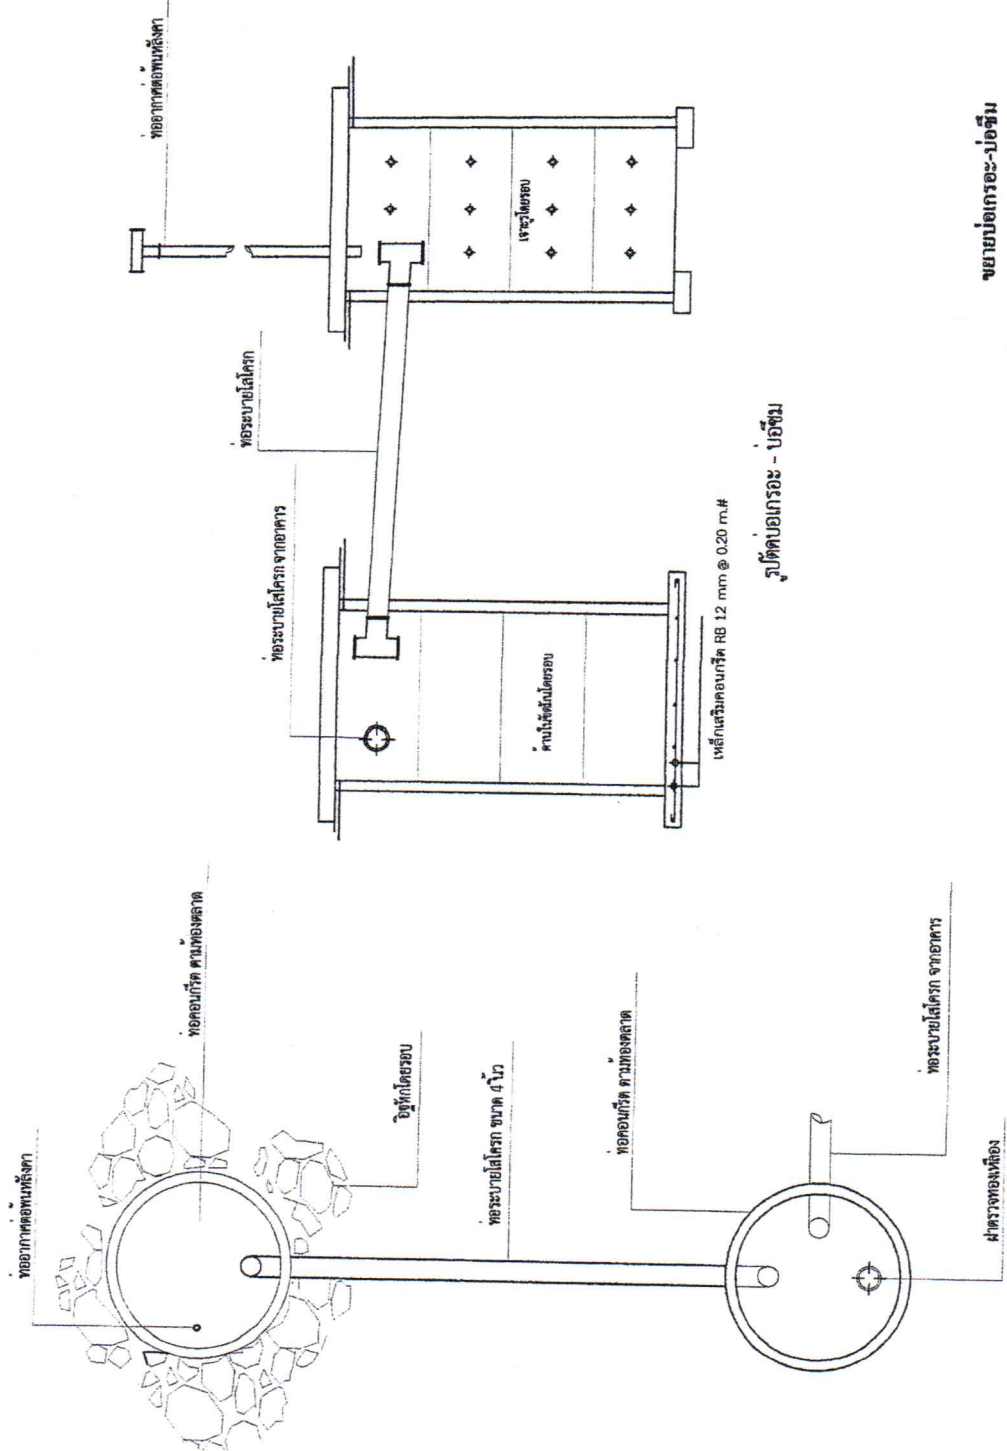 ท่ออากาศต่อพ้นหลังคา
ท่อคอนกรีต ตามท้องตลาด
อิฐหักโดยรอบ
ท่อระบายโสโครก ขนาด 4 นิ้ว
ท่อคอนกรีต ตามท้องตลาด
ท่อระบายโสโครก จากอาคาร
ฝาตรวจทองเหลือง
ท่ออากาศต่อพ้นหลังคา
ท่อระบายโสโครก
ท่อระบายโสโครก จากอาคาร
เจาะรูโดยรอบ
ด้านในขัดมันโดยรอบ
เหล็กเสริมคอนกรีต RB 12 mm @ 0.20 m.#
รูปตัดบ่อเกรอะ - บ่อซึม
ขยายบ่อเกรอะ-บ่อซึม